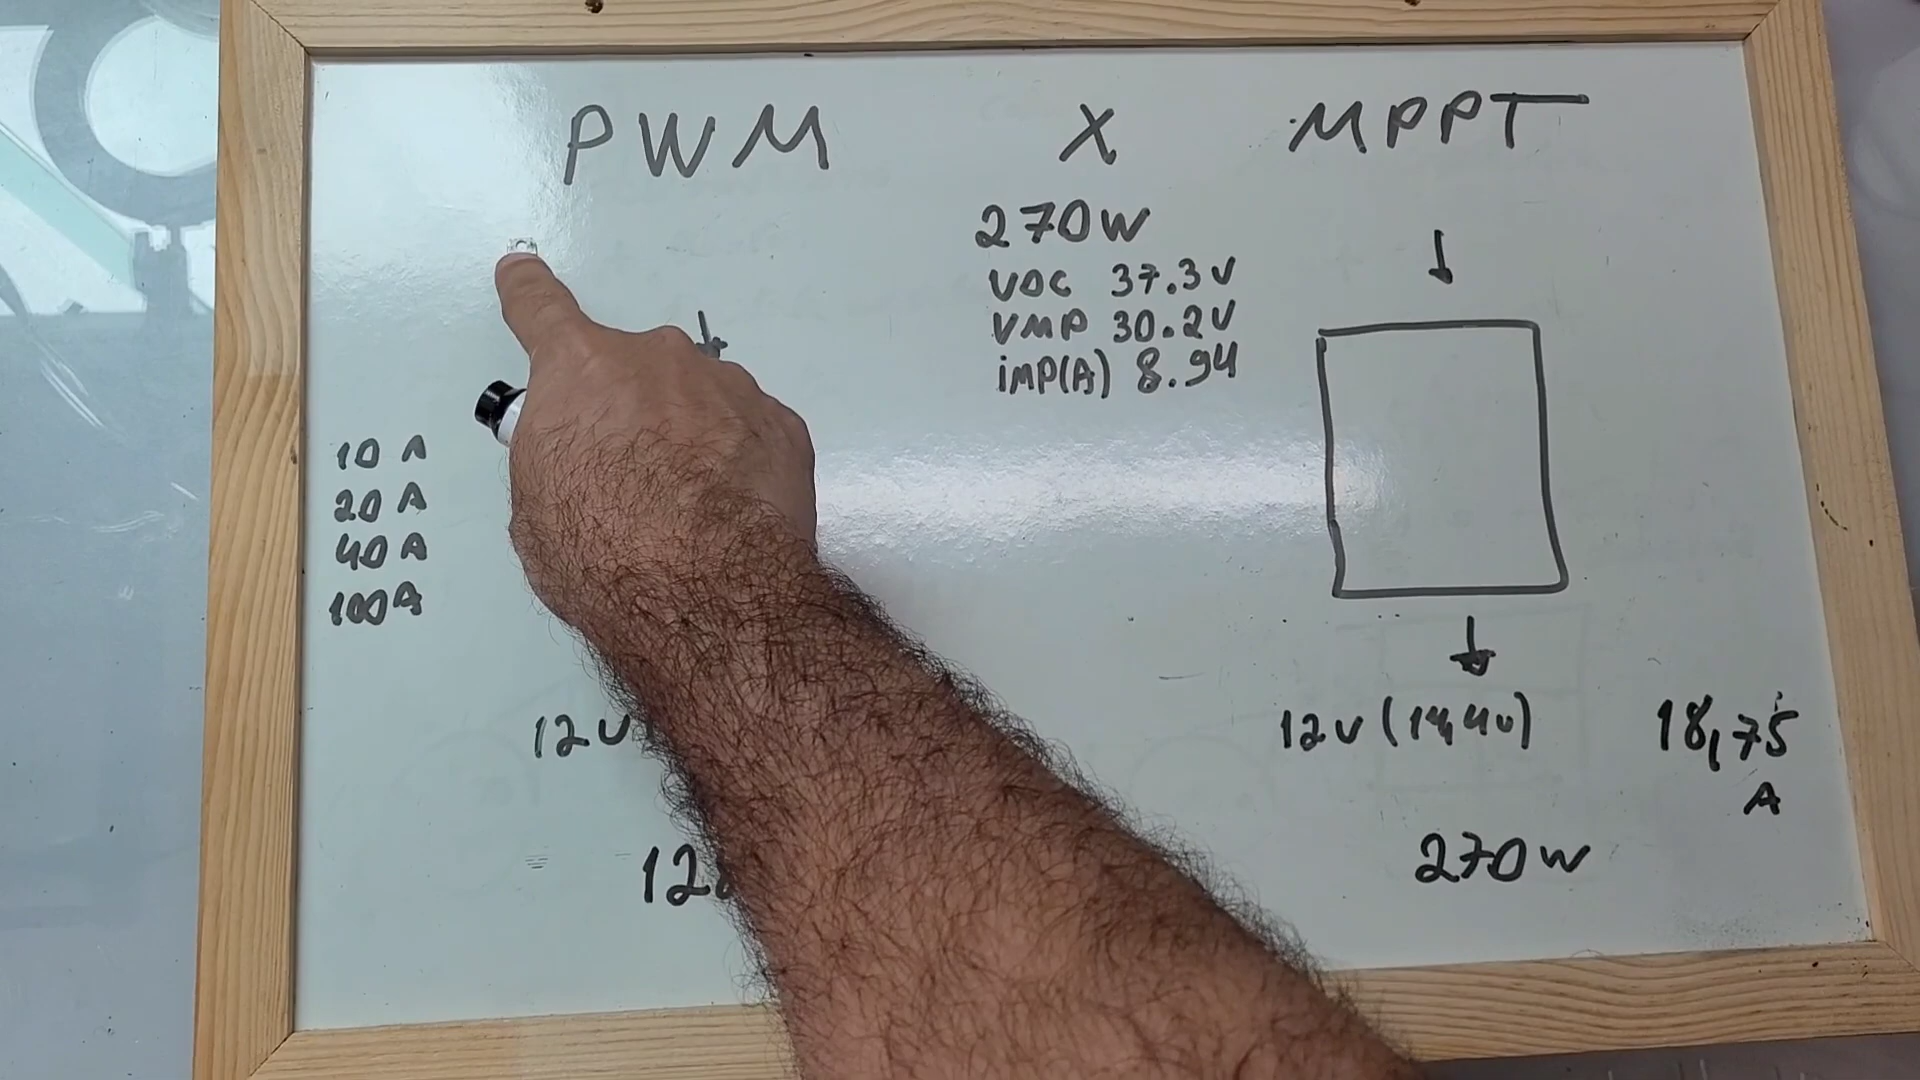 PWM X MPPT
270W
VOC 37.3V
VMP 30.2V
iMP(A) 8.94
10 A
20 A
40 A
100A
12V
12V (14,4V)
18,75
A
270W